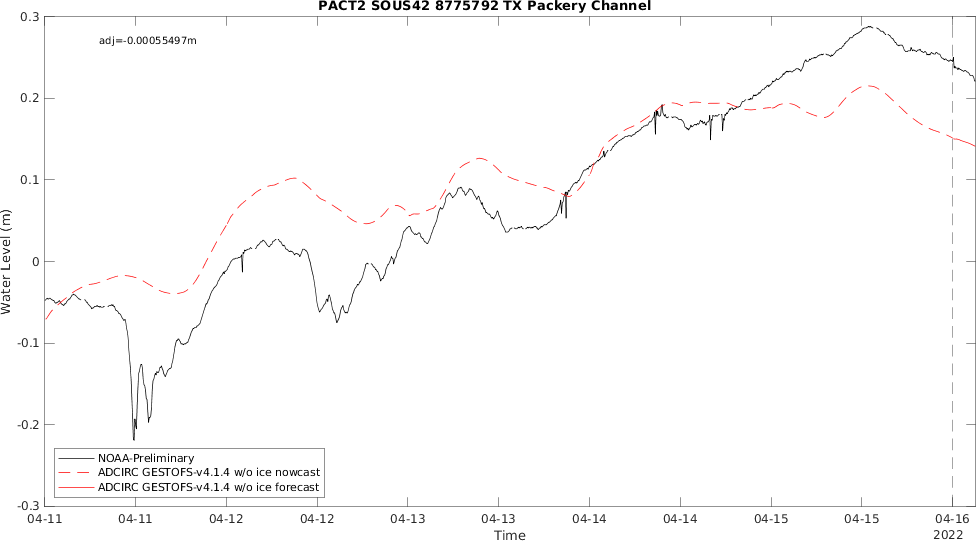 PACT2 SOUS42 8775792 TX Packery Channel
adj=-0.00055497m
0.3
0.2
0.1
0
-0.1
-0.2
-0.3
Water Level (m)
NOAA-Preliminary
ADCIRC GESTOFS-v4.1.4 w/o ice nowcast
ADCIRC GESTOFS-v4.1.4 w/o ice forecast
04-11 04-11 04-12 04-12 04-13 04-13 04-14 04-14 04-15 04-15 04-16
Time
2022